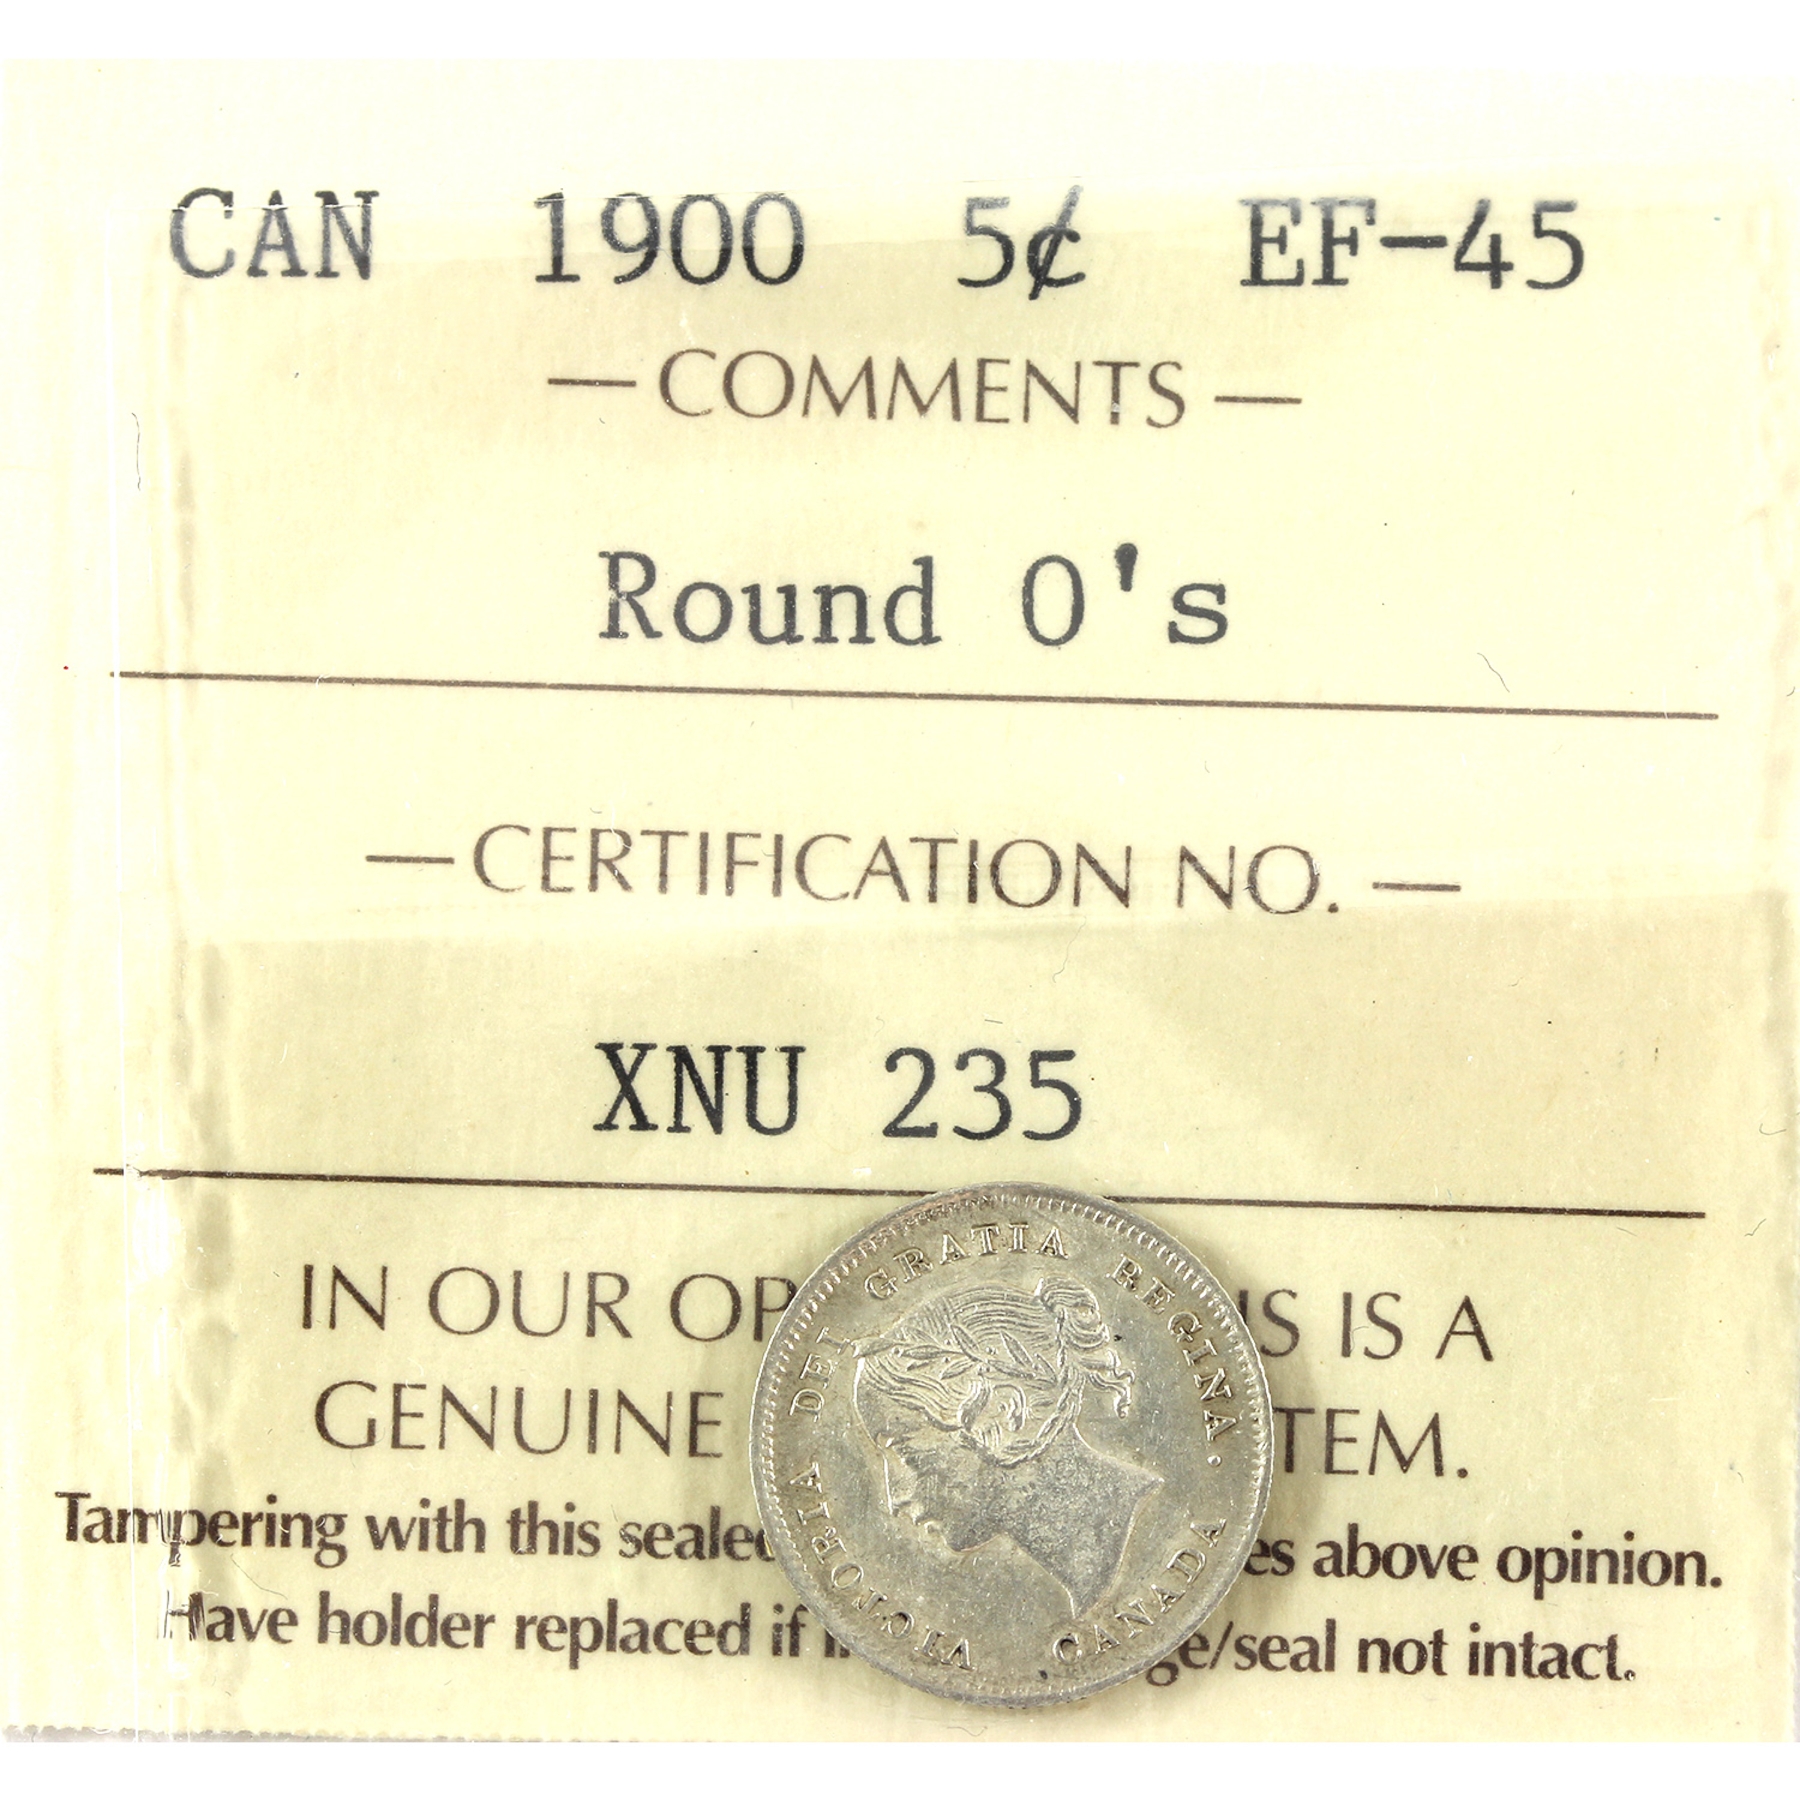 CAN 1900 5¢ EF-45
—COMMENTS—
Round 0's
—CERTIFICATION NO.—
XNU 235
IN OUR OP IS IS A
GENUINE TEM.
Tampering with this sealed es above opinion.
Have holder replaced if ge/seal not intact.
VICTORIA DEI GRATIA REGINA. CANADA